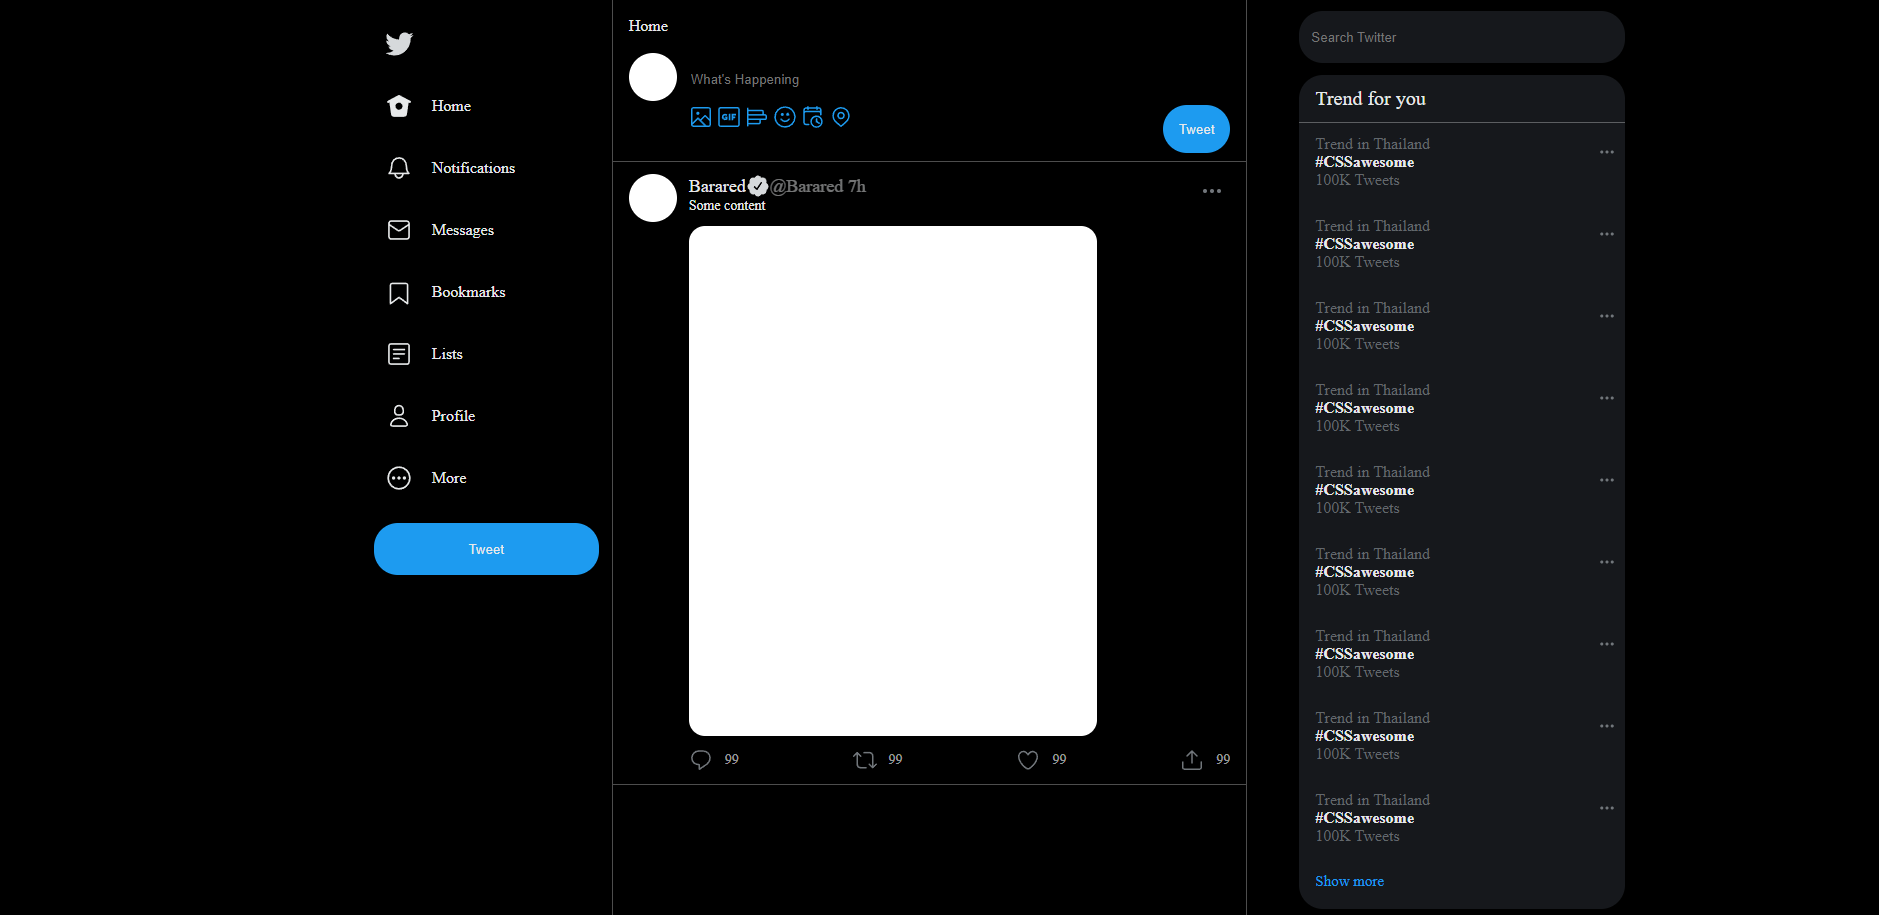 Home
Notifications
Messages
Bookmarks
Lists
Profile
More
Tweet
Home
What's Happening
GIF
Tweet
Barared @Barared 7h
Some content
99 99 99 99
Search Twitter
Trend for you
Trend in Thailand
#CSSawesome
100K Tweets
Trend in Thailand
#CSSawesome
100K Tweets
Trend in Thailand
#CSSawesome
100K Tweets
Trend in Thailand
#CSSawesome
100K Tweets
Trend in Thailand
#CSSawesome
100K Tweets
Trend in Thailand
#CSSawesome
100K Tweets
Trend in Thailand
#CSSawesome
100K Tweets
Trend in Thailand
#CSSawesome
100K Tweets
Trend in Thailand
#CSSawesome
100K Tweets
Show more